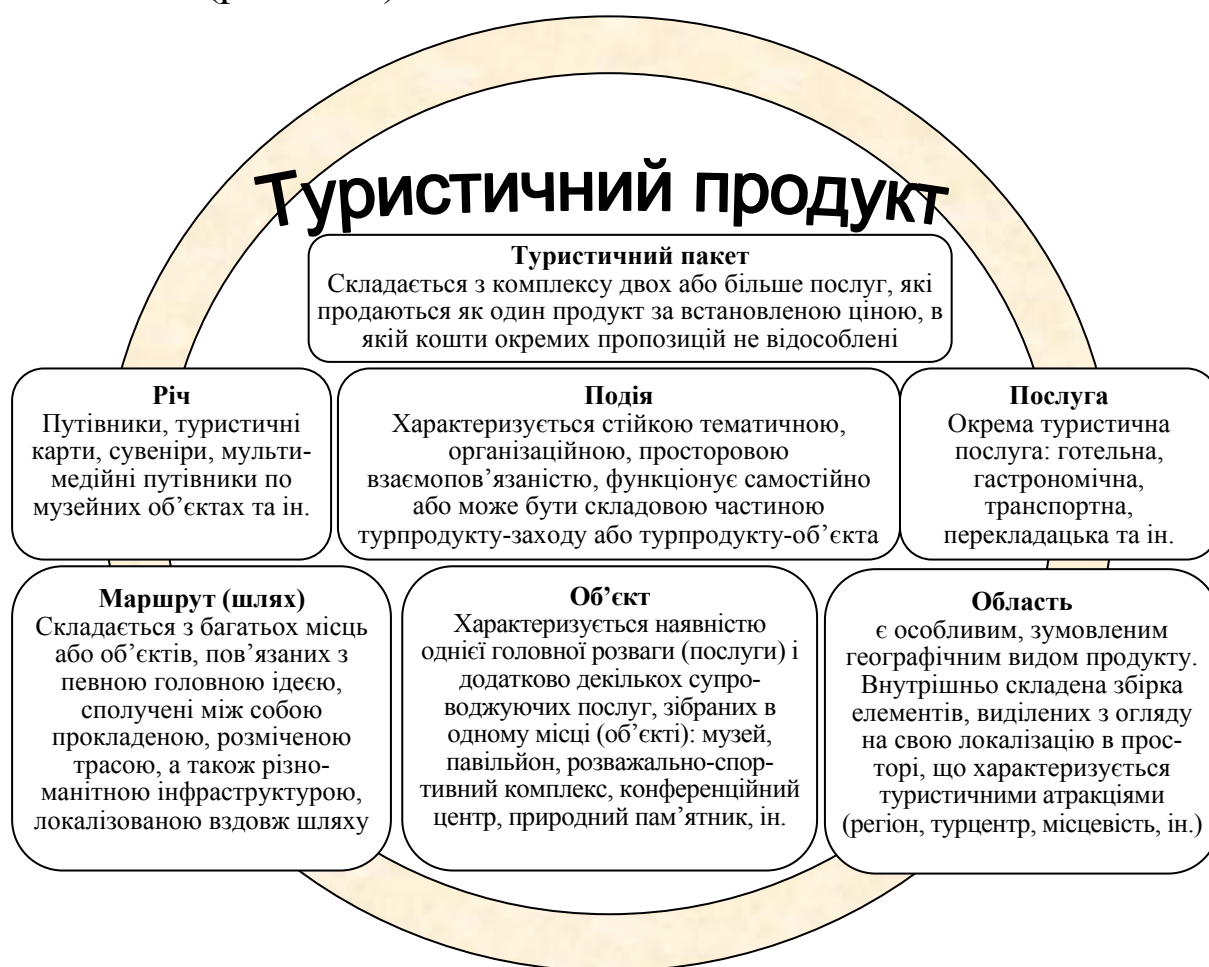 Туристичний продукт
Туристичний пакет
Складається з комплексу двох або більше послуг, які
продаються як один продукт за встановленою ціною, в
якій кошти окремих пропозицій не відособлені
Річ
Путівники, туристичні
карти, сувеніри, мульти-
медійні путівники по
музейних об’єктах та ін.
Подія
Характеризується стійкою тематичною,
організаційною, просторовою
взаємопов’язаністю, функціонує самостійно
або може бути складовою частиною
турпродукту-заходу або турпродукту-об’єкта
Послуга
Окрема туристична
послуга: готельна,
гастрономічна,
транспортна,
перекладацька та ін.
Маршрут (шлях)
Складається з багатьох місць
або об’єктів, пов’язаних з
певною головною ідеєю,
сполучені між собою
прокладеною, розміченою
трасою, а також різно-
манітною інфраструктурою,
локалізованою вздовж шляху
Об’єкт
Характеризується наявністю
однієї головної розваги (послуги) і
додатково декількох супро-
воджуючих послуг, зібраних в
одному місці (об’єкті): музей,
павільйон, розважально-спор-
тивний комплекс, конференційний
центр, природний пам’ятник, ін.
Область
є особливим, зумовленим
географічним видом продукту.
Внутрішньо складена збірка
елементів, виділених з огляду
на свою локалізацію в прос-
торі, що характеризується
туристичними атракціями
(регіон, турцентр, місцевість, ін.)